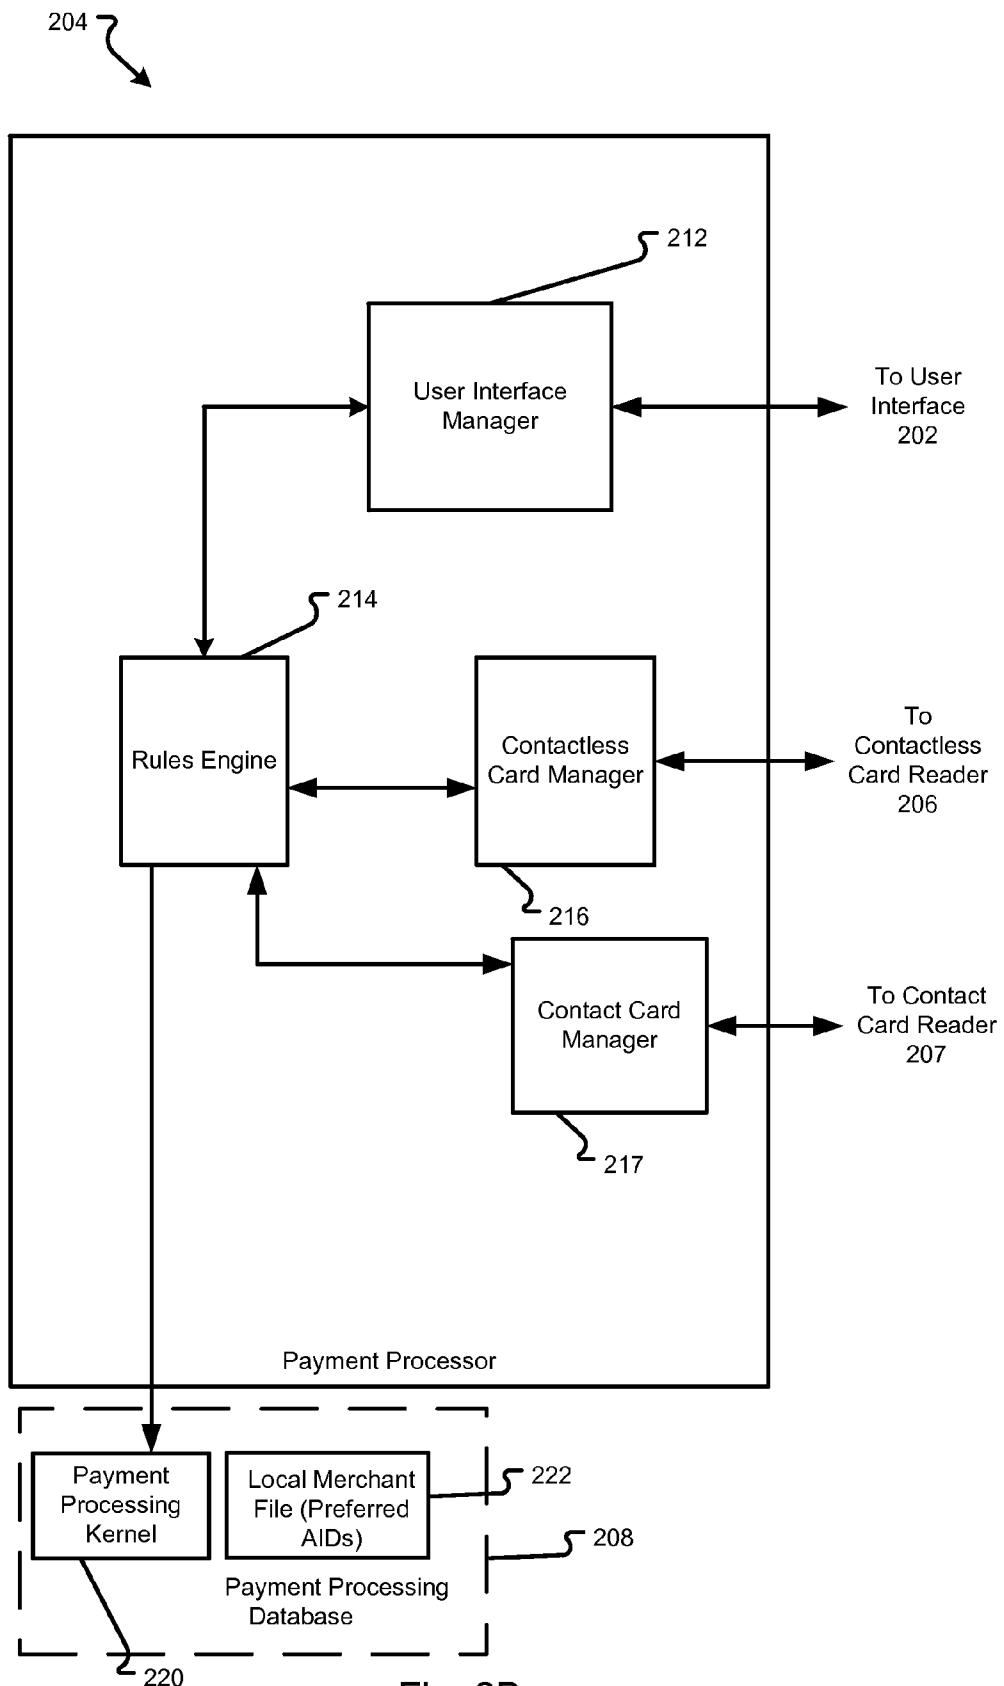 204
212
User Interface
Manager
To User
Interface
202
214
Rules Engine
Contactless
Card Manager
To
Contactless
Card Reader
206
216
Contact Card
Manager
To Contact
Card Reader
207
217
Payment Processor
Payment
Processing
Kernel
Local Merchant
File (Preferred
AIDs)
222
208
Payment Processing
Database
220